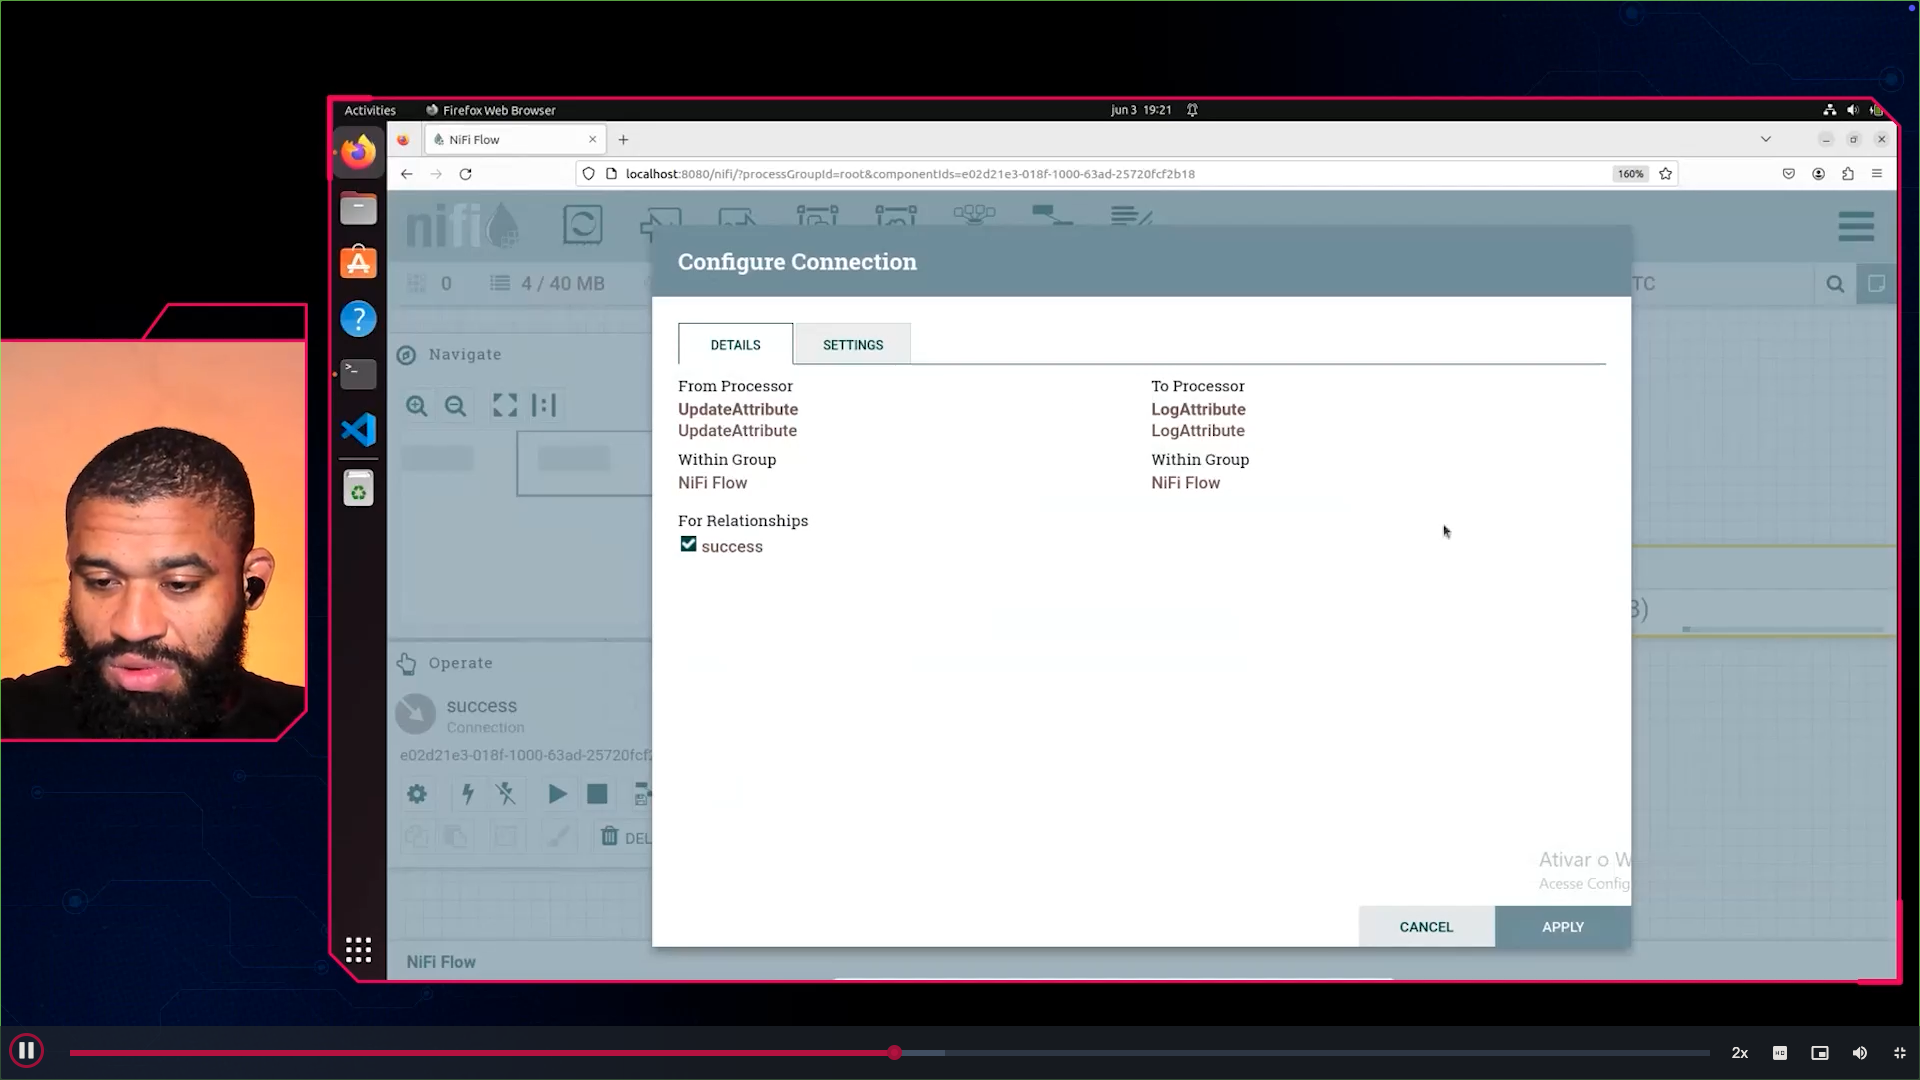 Activities
Firefox Web Browser
jun 3 19:21
NiFi Flow
localhost:8080/nifi/?processGroupId=root&componentIds=e02d21e3-018f-1000-63ad-25720fcf2b18
160%
nifi
0
4 / 40 MB
TC
Configure Connection
DETAILS
SETTINGS
Navigate
From Processor
UpdateAttribute
UpdateAttribute
Within Group
NiFi Flow
For Relationships
success
To Processor
LogAttribute
LogAttribute
Within Group
NiFi Flow
3)
Operate
success
Connection
e02d21e3-018f-1000-63ad-25720fcf2
DEL
Ativar o W
Acesse Config
CANCEL
APPLY
NiFi Flow
2x
HD